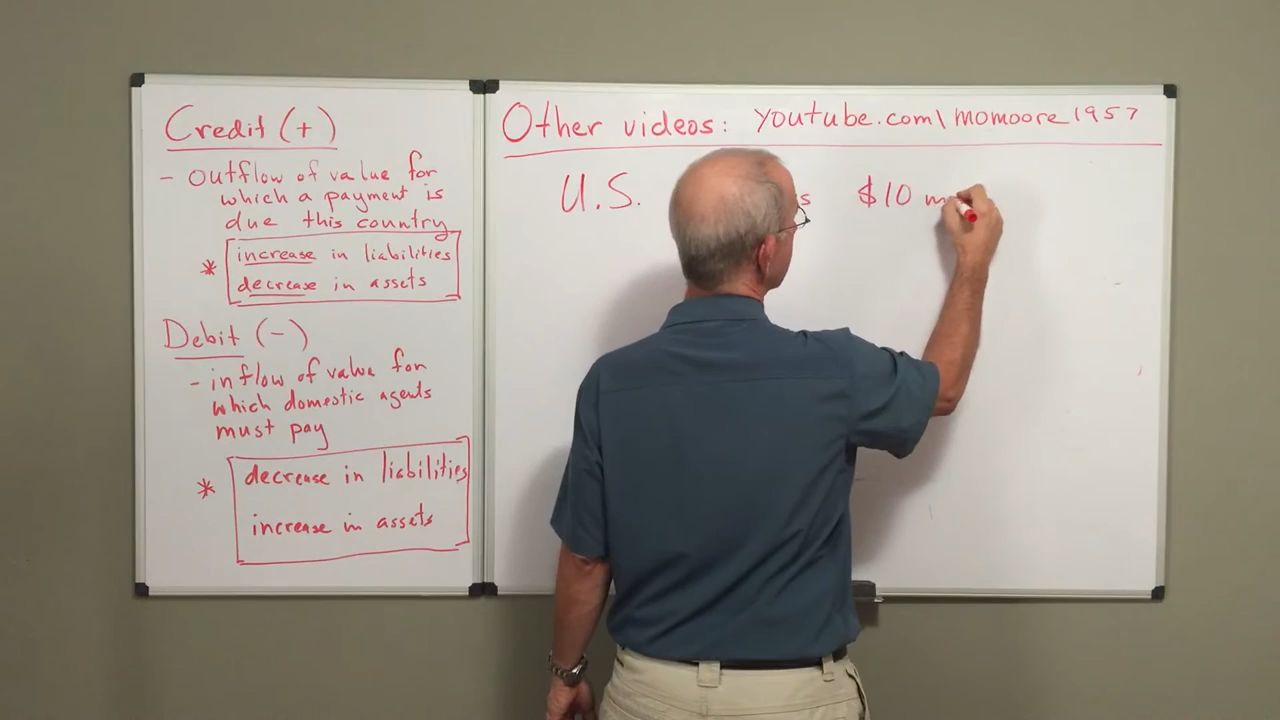 Credit (+)
- outflow of value for
which a payment is
due this country
* increase in liabilities
decrease in assets
Debit (-)
- inflow of value for
which domestic agents
must pay
* decrease in liabilities
increase in assets
Other videos: youtube.com\momoore1957
U.S. $10